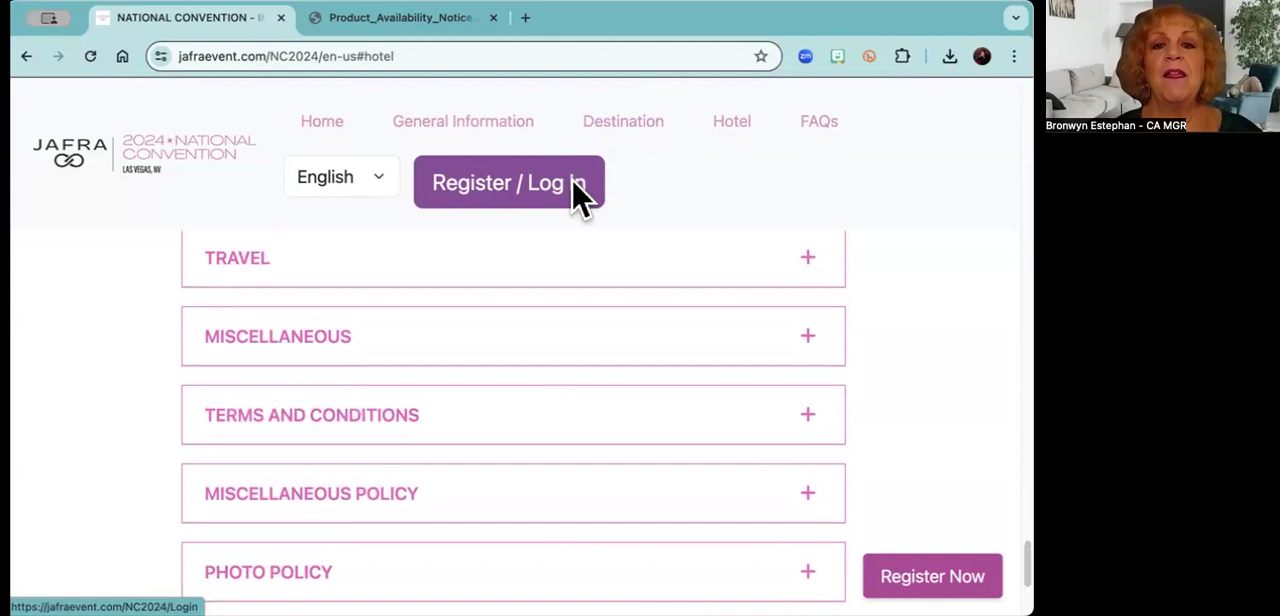 NATIONAL CONVENTION - I
Product_Availability_Notice.
jafraevent.com/NC2024/en-us#hotel
zm
Bronwyn Estephan - CA MGR
Home
General Information
Destination
Hotel
FAQs
JAFRA
2024 NATIONAL
CONVENTION
LAS VEGAS, NV
English
Register / Log in
TRAVEL
MISCELLANEOUS
TERMS AND CONDITIONS
MISCELLANEOUS POLICY
PHOTO POLICY
Register Now
https://jafraevent.com/NC2024/Login